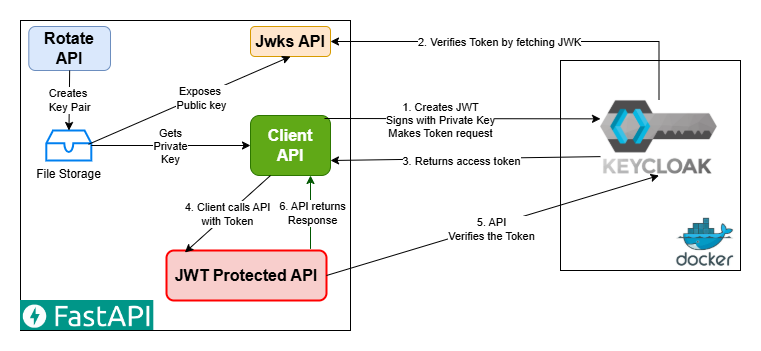 Rotate
API
Jwks API
2. Verifies Token by fetching JWK
Creates
Key Pair
Exposes
Public key
1. Creates JWT
Signs with Private Key
Makes Token request
Gets
Private
Key
Client
API
File Storage
3. Returns access token
KEYCLOAK
4. Client calls API
with Token
6. API returns
Response
5. API
Verifies the Token
docker
JWT Protected API
FastAPI